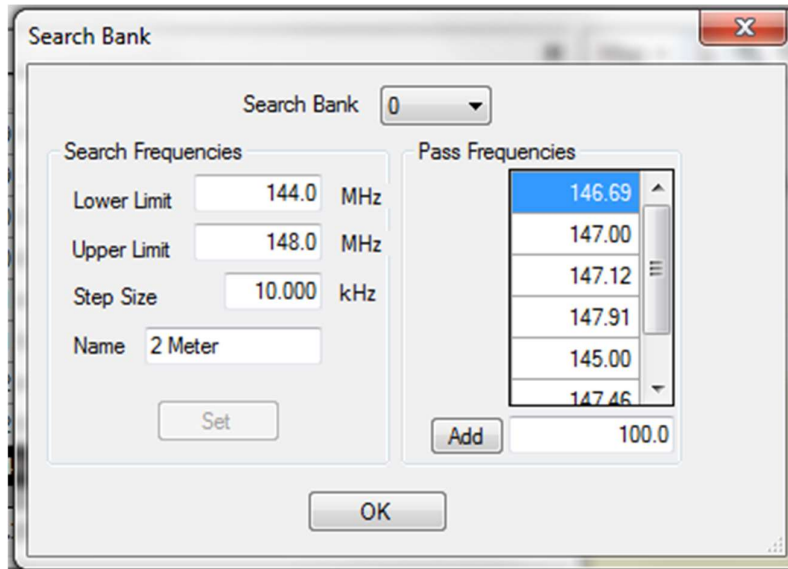 Search Bank
Search Bank 0
Search Frequencies
Lower Limit 144.0 MHz
Upper Limit 148.0 MHz
Step Size 10.000 kHz
Name 2 Meter
Set
Pass Frequencies
146.69
147.00
147.12
147.91
145.00
147.46
Add 100.0
OK